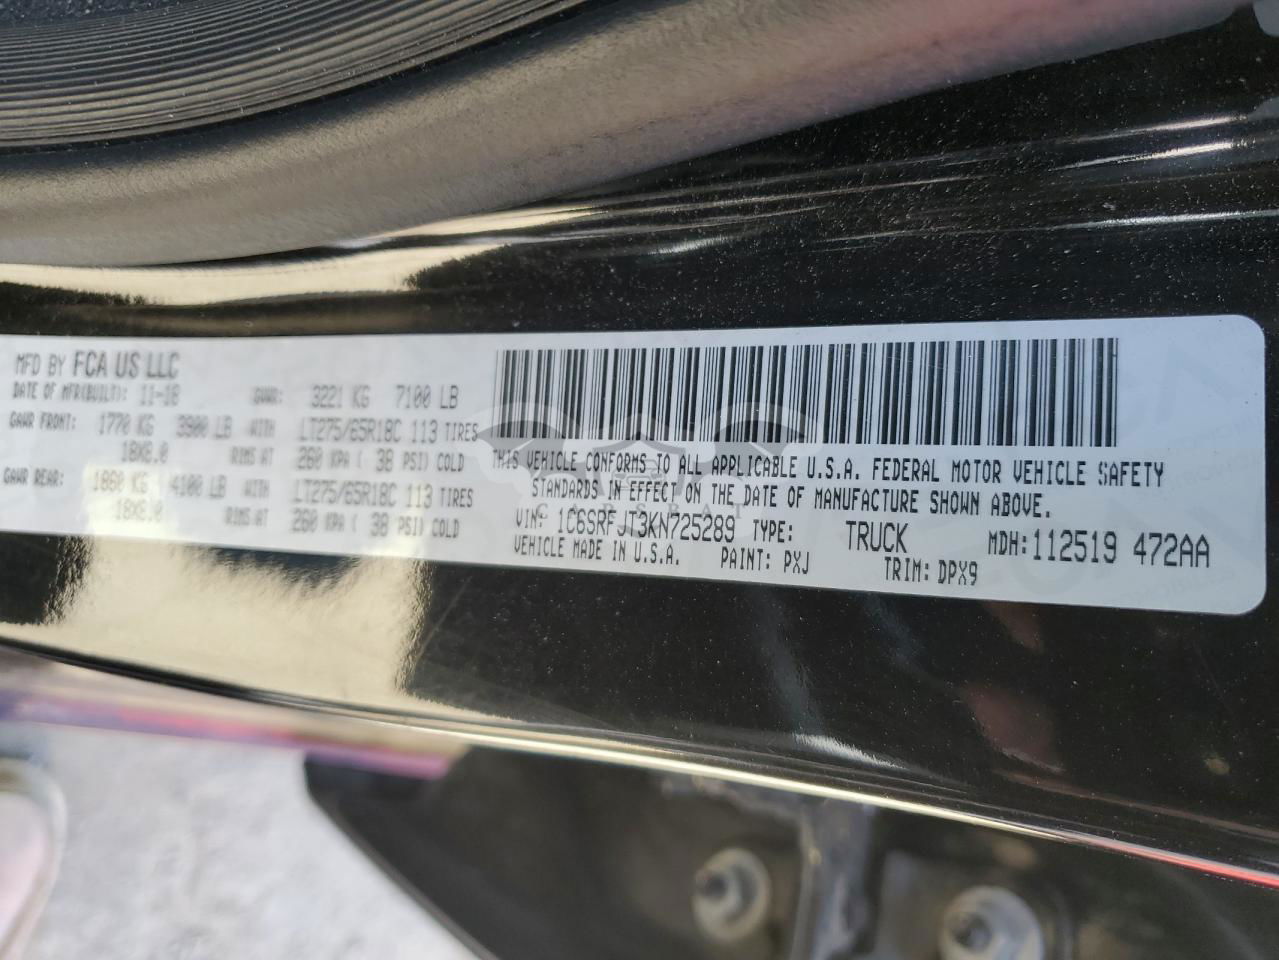 MFD BY FCA US LLC
DATE OF MFR(BUILT): 11-18 GVWR: 3221 KG 7100 LB
GAWR FRONT: 1770 KG 3900 LB WITH LT275/65R18C 113 TIRES
18X8.0 RIMS AT 260 KPA ( 38 PSI) COLD
GAWR REAR: 1860 KG 4100 LB WITH LT275/65R18C 113 TIRES
18X8.0 RIMS AT 260 KPA ( 38 PSI) COLD
THIS VEHICLE CONFORMS TO ALL APPLICABLE U.S.A. FEDERAL MOTOR VEHICLE SAFETY
STANDARDS IN EFFECT ON THE DATE OF MANUFACTURE SHOWN ABOVE.
CARSBAT
VIN: 1C6SRFJT3KN725289 TYPE: TRUCK MDH: 112519 472AA
VEHICLE MADE IN U.S.A. PAINT: PXJ TRIM: DPX9